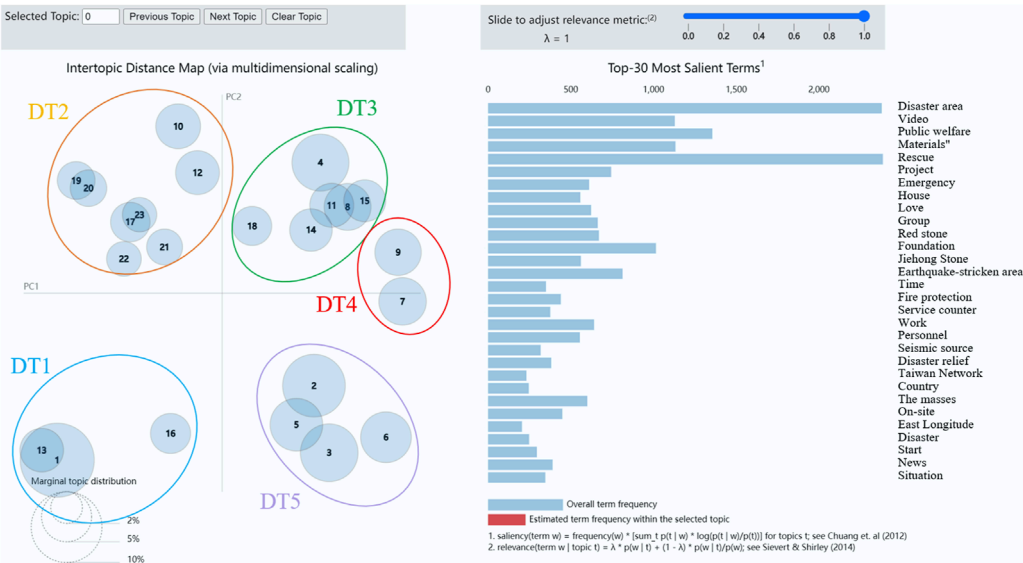 Selected Topic: 0 Previous Topic Next Topic Clear Topic
Slide to adjust relevance metric:(2)
λ = 1
0.0 0.2 0.4 0.6 0.8 1.0
Intertopic Distance Map (via multidimensional scaling)
PC2
PC1
DT2
DT3
DT4
DT1
DT5
10
12
19
20
23
17
21
22
4
11
8
15
18
14
9
7
13
1
16
2
5
3
6
Marginal topic distribution
2%
5%
10%
Top-30 Most Salient Terms1
0 500 1,000 1,500 2,000
Disaster area
Video
Public welfare
Materials"
Rescue
Project
Emergency
House
Love
Group
Red stone
Foundation
Jiehong Stone
Earthquake-stricken area
Time
Fire protection
Service counter
Work
Personnel
Seismic source
Disaster relief
Taiwan Network
Country
The masses
On-site
East Longitude
Disaster
Start
News
Situation
Overall term frequency
Estimated term frequency within the selected topic
1. saliency(term w) = frequency(w) * [sum_t p(t | w) * log(p(t | w)/p(t))] for topics t; see Chuang et. al (2012)
2. relevance(term w | topic t) = λ * p(w | t) + (1 - λ) * p(w | t)/p(w); see Sievert & Shirley (2014)